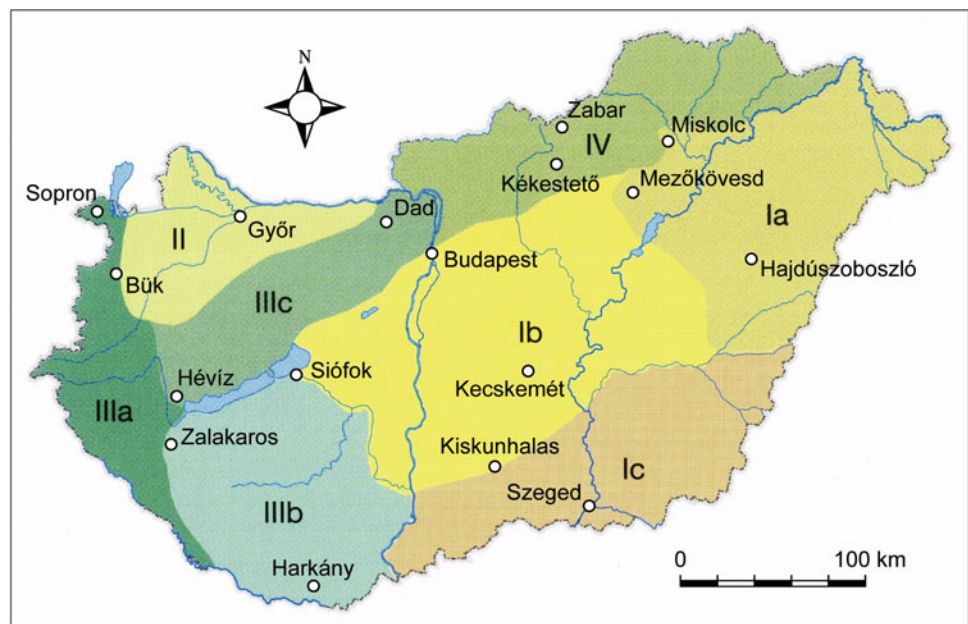 N
Zabar
Miskolc
IV
Kékestető
Mezőkövesd
Sopron
Dad
Ia
II
Győr
Budapest
Hajdúszoboszló
Bük
IIIc
Ib
Siófok
Hévíz
Kecskemét
IIIa
Zalakaros
Kiskunhalas
Ic
Szeged
IIIb
0 100 km
Harkány